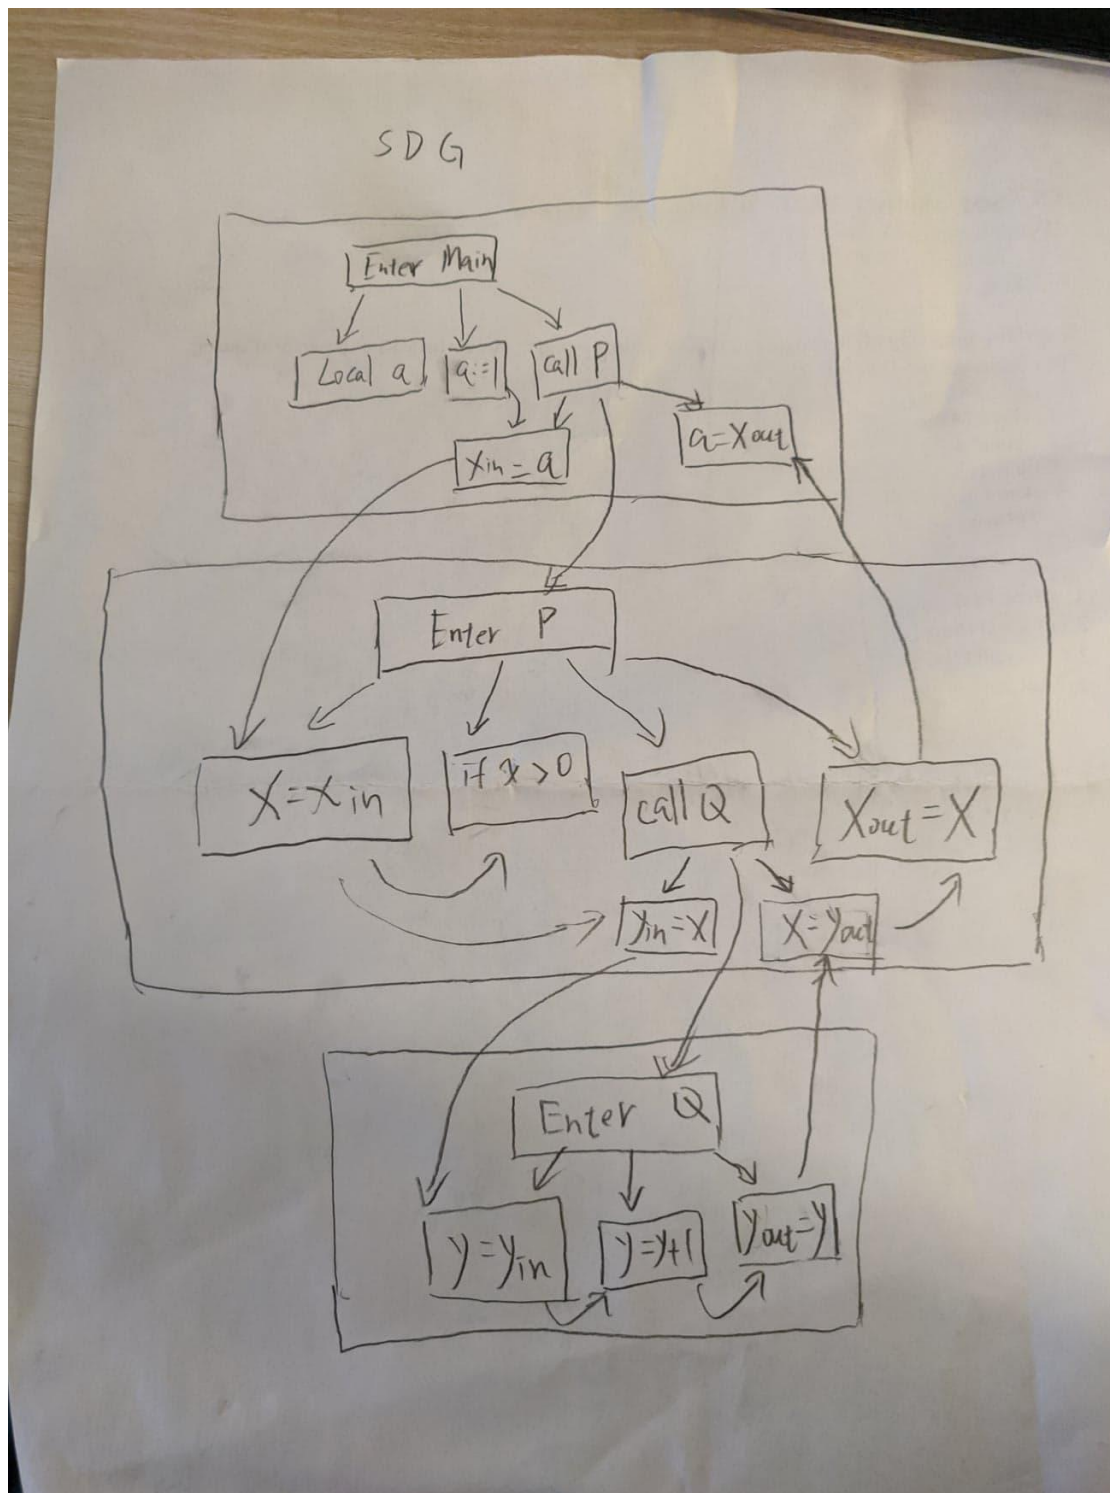 SDG
Enter Main
Local a
a:=1
call P
Xin=a
a=Xout
Enter P
X=Xin
if x>0
call Q
Xout=X
yin=X
X=yout
Enter Q
y=yin
y=y+1
yout=y